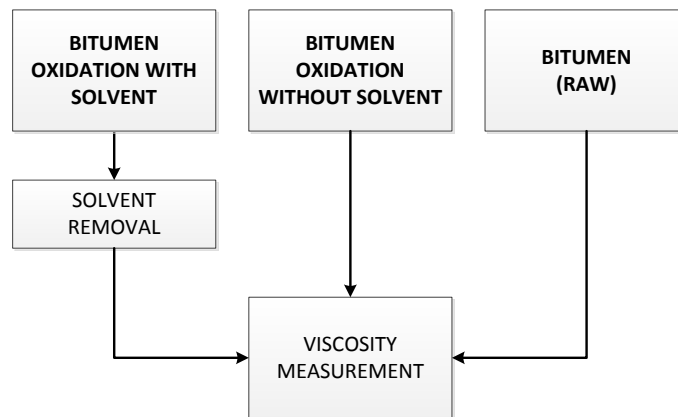 BITUMEN
OXIDATION WITH
SOLVENT
BITUMEN
OXIDATION
WITHOUT SOLVENT
BITUMEN
(RAW)
SOLVENT
REMOVAL
VISCOSITY
MEASUREMENT